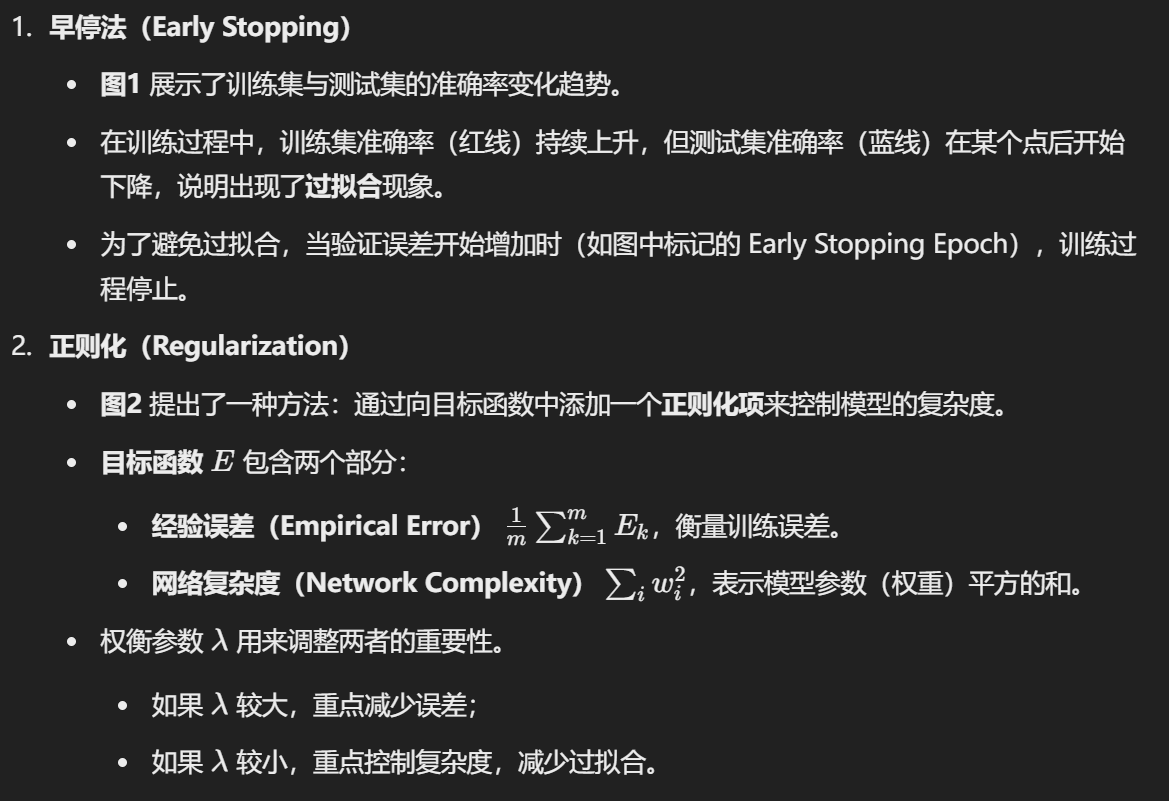 1. 早停法（Early Stopping）
• 图1 展示了训练集与测试集的准确率变化趋势。
• 在训练过程中，训练集准确率（红线）持续上升，但测试集准确率（蓝线）在某个点后开始
下降，说明出现了过拟合现象。
• 为了避免过拟合，当验证误差开始增加时（如图中标记的 Early Stopping Epoch），训练过
程停止。
2. 正则化（Regularization）
• 图2 提出了一种方法：通过向目标函数中添加一个正则化项来控制模型的复杂度。
• 目标函数 E 包含两个部分：
• 经验误差（Empirical Error） $\frac{1}{m}\sum_{k=1}^{m} E_k$，衡量训练误差。
• 网络复杂度（Network Complexity） $\sum_i w_i^2$，表示模型参数（权重）平方的和。
• 权衡参数 λ 用来调整两者的重要性。
• 如果 λ 较大，重点减少误差；
• 如果 λ 较小，重点控制复杂度，减少过拟合。